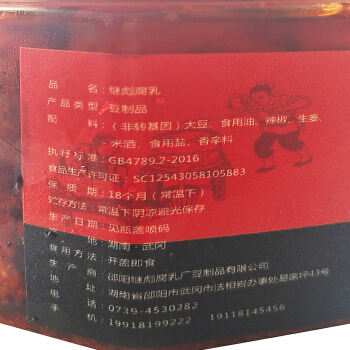 品　　名：继彪腐乳
产品类型：豆制品
配　　料：（非转基因）大豆、食用油、辣椒、生姜、
米酒、食用盐、香辛料
执行标准：GB4789.2-2016
食品生产许可证：SC12543058105883
保　质　期：18个月（常温下）
贮存方法：常温下阴凉避光保存
生产日期：见瓶盖喷码
产　　地：湖南·武冈
食用方法：开盖即食
生 产 商：邵阳继彪腐乳厂豆制品有限公司
地　　址：湖南省邵阳市武冈市法相岩办事处易家坪43号
电　　话：0739-4530282
手　　机：19918199222　19118145456